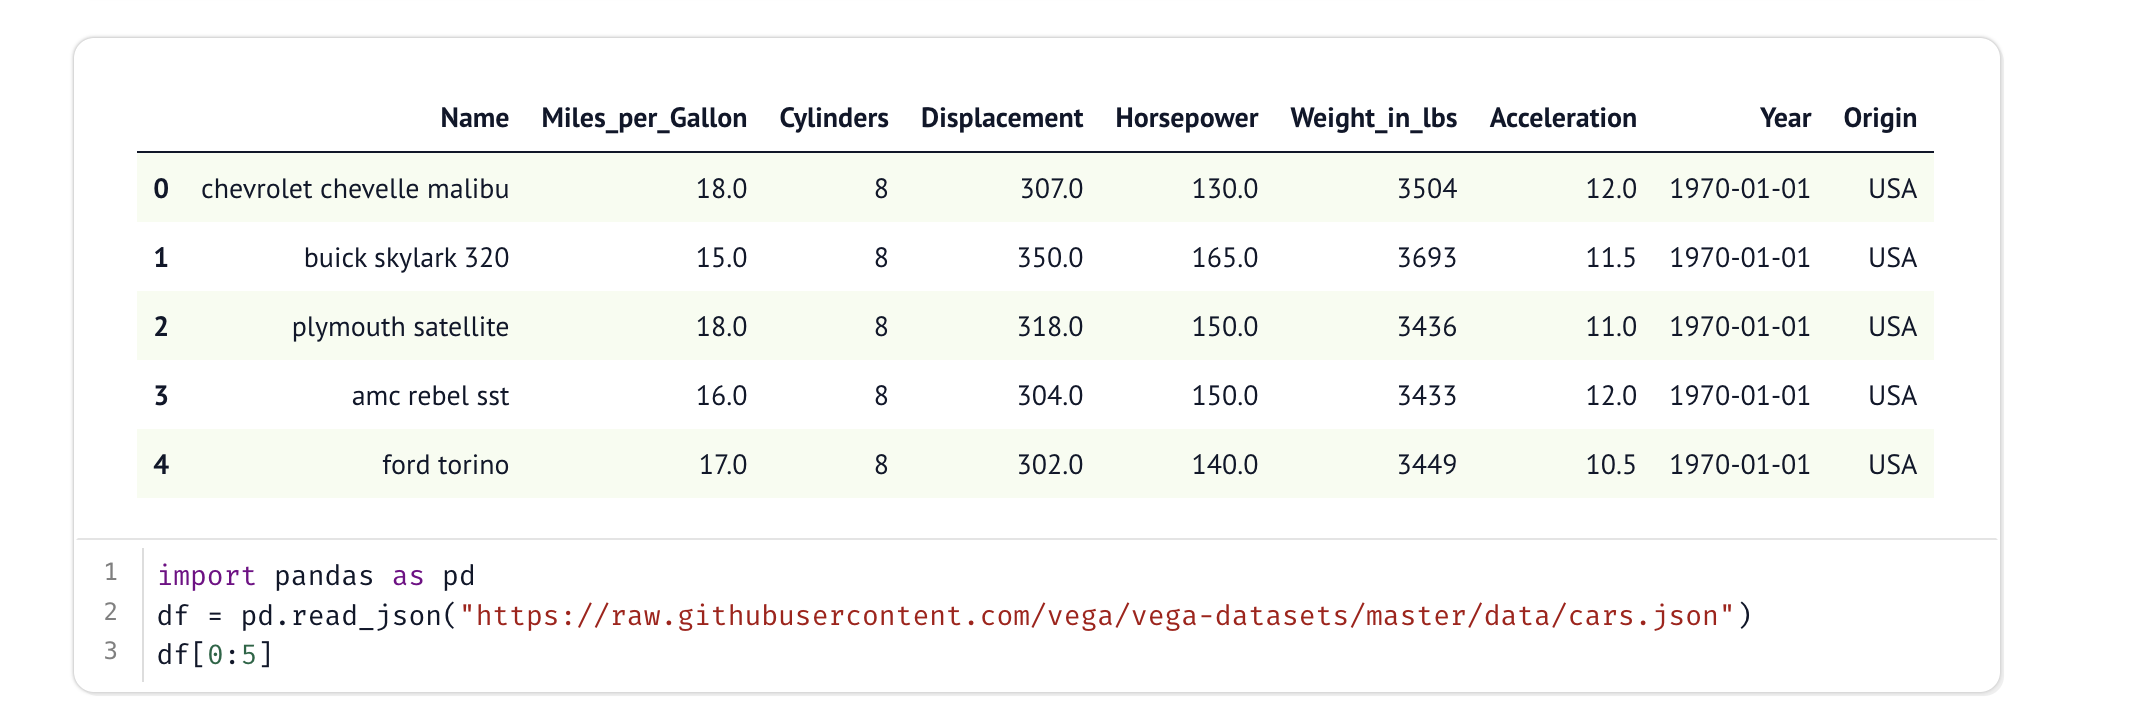 Name Miles_per_Gallon Cylinders Displacement Horsepower Weight_in_lbs Acceleration Year Origin
0 chevrolet chevelle malibu 18.0 8 307.0 130.0 3504 12.0 1970-01-01 USA
1 buick skylark 320 15.0 8 350.0 165.0 3693 11.5 1970-01-01 USA
2 plymouth satellite 18.0 8 318.0 150.0 3436 11.0 1970-01-01 USA
3 amc rebel sst 16.0 8 304.0 150.0 3433 12.0 1970-01-01 USA
4 ford torino 17.0 8 302.0 140.0 3449 10.5 1970-01-01 USA
1 import pandas as pd
2 df = pd.read_json("https://raw.githubusercontent.com/vega/vega-datasets/master/data/cars.json")
3 df[0:5]